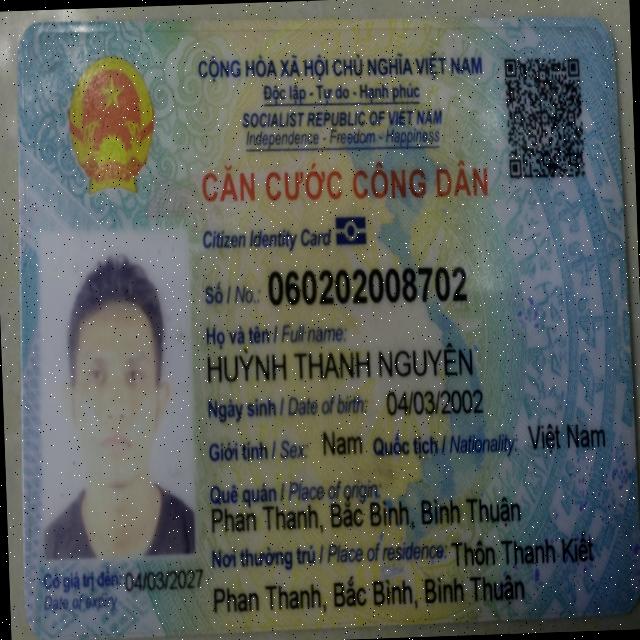 CỘNG HÒA XÃ HỘI CHỦ NGHĨA VIỆT NAM
Độc lập - Tự do - Hạnh phúc
SOCIALIST REPUBLIC OF VIET NAM
Independence - Freedom - Happiness
CĂN CƯỚC CÔNG DÂN
Citizen Identity Card
Số / No.: 060202008702
Họ và tên / Full name:
HUỲNH THANH NGUYÊN
Ngày sinh / Date of birth: 04/03/2002
Giới tính / Sex: Nam Quốc tịch / Nationality: Việt Nam
Quê quán / Place of origin:
Phan Thanh, Bắc Bình, Bình Thuận
Nơi thường trú / Place of residence: Thôn Thanh Kiết
Phan Thanh, Bắc Bình, Bình Thuận
Có giá trị đến: 04/03/2027
Date of expiry